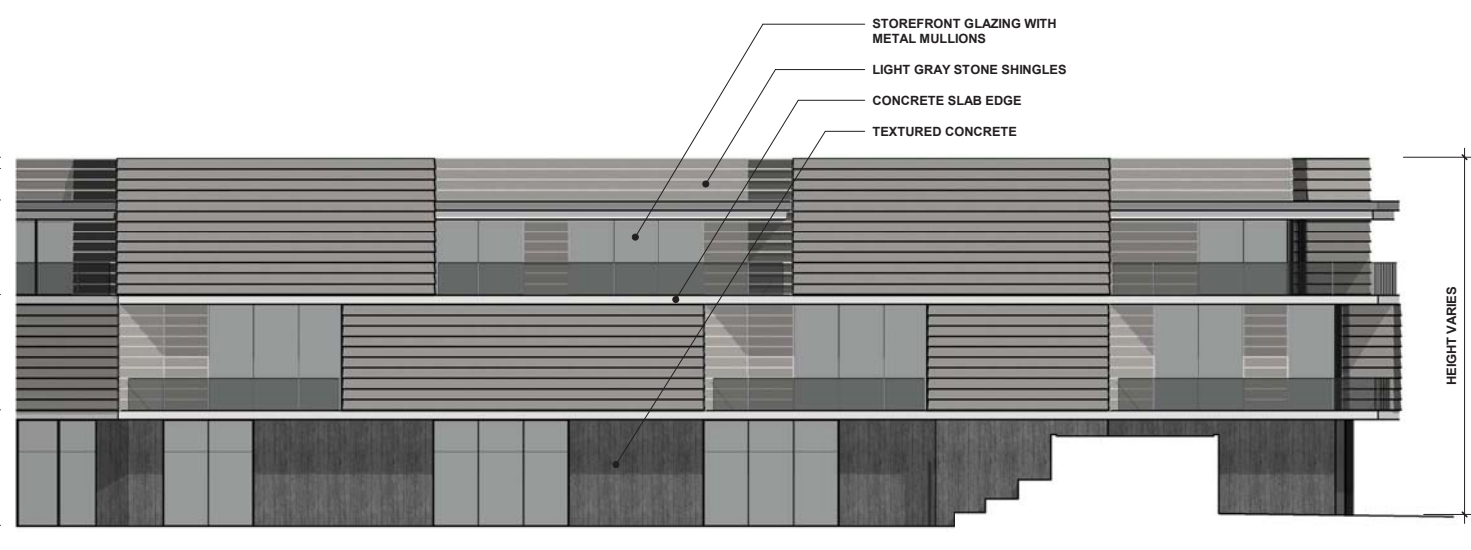 STOREFRONT GLAZING WITH
METAL MULLIONS
LIGHT GRAY STONE SHINGLES
CONCRETE SLAB EDGE
TEXTURED CONCRETE
HEIGHT VARIES